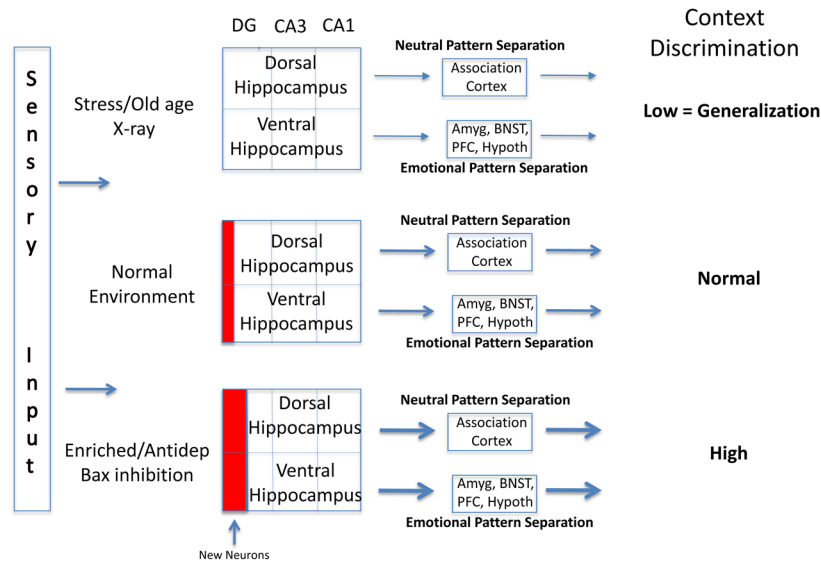 DG CA3 CA1
Context
Discrimination
Sensory
Input
Stress/Old age
X-ray
Dorsal
Hippocampus
Ventral
Hippocampus
Neutral Pattern Separation
Association
Cortex
Amyg, BNST,
PFC, Hypoth
Emotional Pattern Separation
Low = Generalization
Normal
Environment
Dorsal
Hippocampus
Ventral
Hippocampus
Neutral Pattern Separation
Association
Cortex
Amyg, BNST,
PFC, Hypoth
Emotional Pattern Separation
Normal
Enriched/Antidep
Bax inhibition
Dorsal
Hippocampus
Ventral
Hippocampus
Neutral Pattern Separation
Association
Cortex
Amyg, BNST,
PFC, Hypoth
Emotional Pattern Separation
High
New Neurons